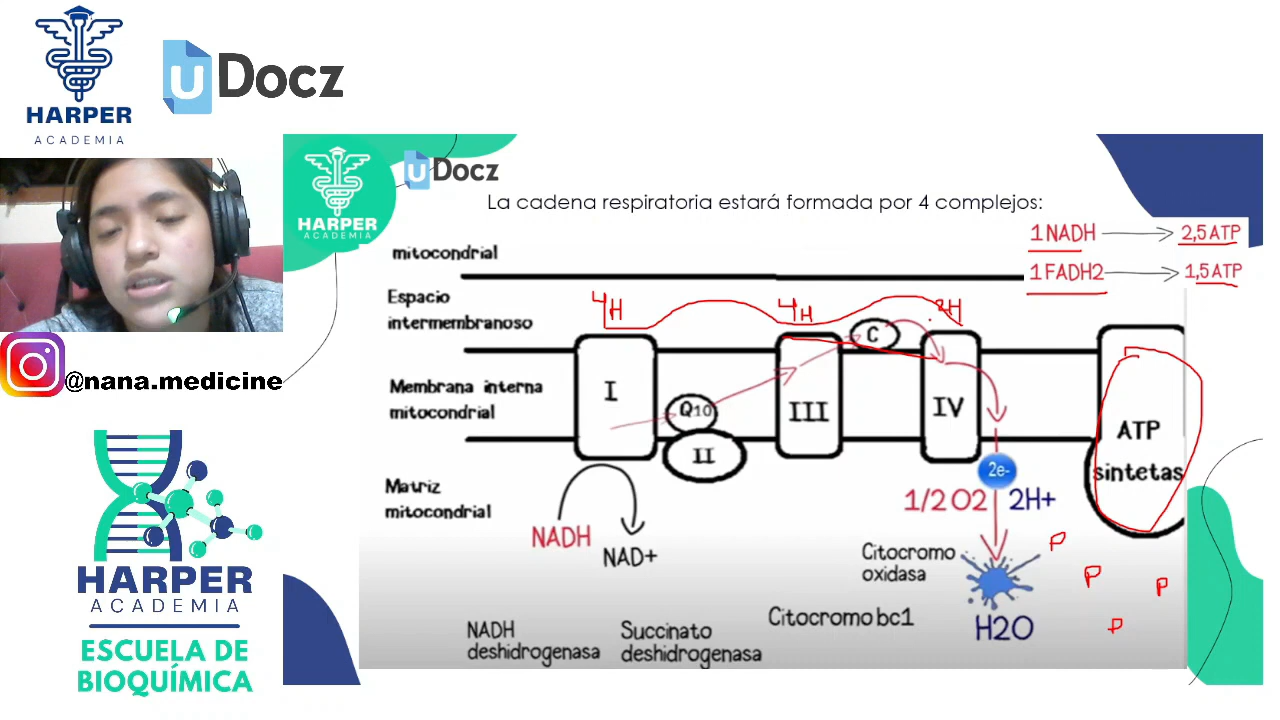 HARPER
ACADEMIA
uDocz
HARPER
ACADEMIA
uDocz
La cadena respiratoria estará formada por 4 complejos:
1 NADH 2,5 ATP
1 FADH2 1,5 ATP
mitocondrial
Espacio
intermembranoso
4H 4H 2H
C
Membrana interna
mitocondrial
I Q10 II III IV
ATP
sintetas
Matriz
mitocondrial
NADH
NAD+
2e-
1/2 O2 2H+
P P P P
Citocromo
oxidasa
H2O
Citocromo bc1
NADH
deshidrogenasa
Succinato
deshidrogenasa
@nana.medicine
HARPER
ACADEMIA
ESCUELA DE
BIOQUÍMICA